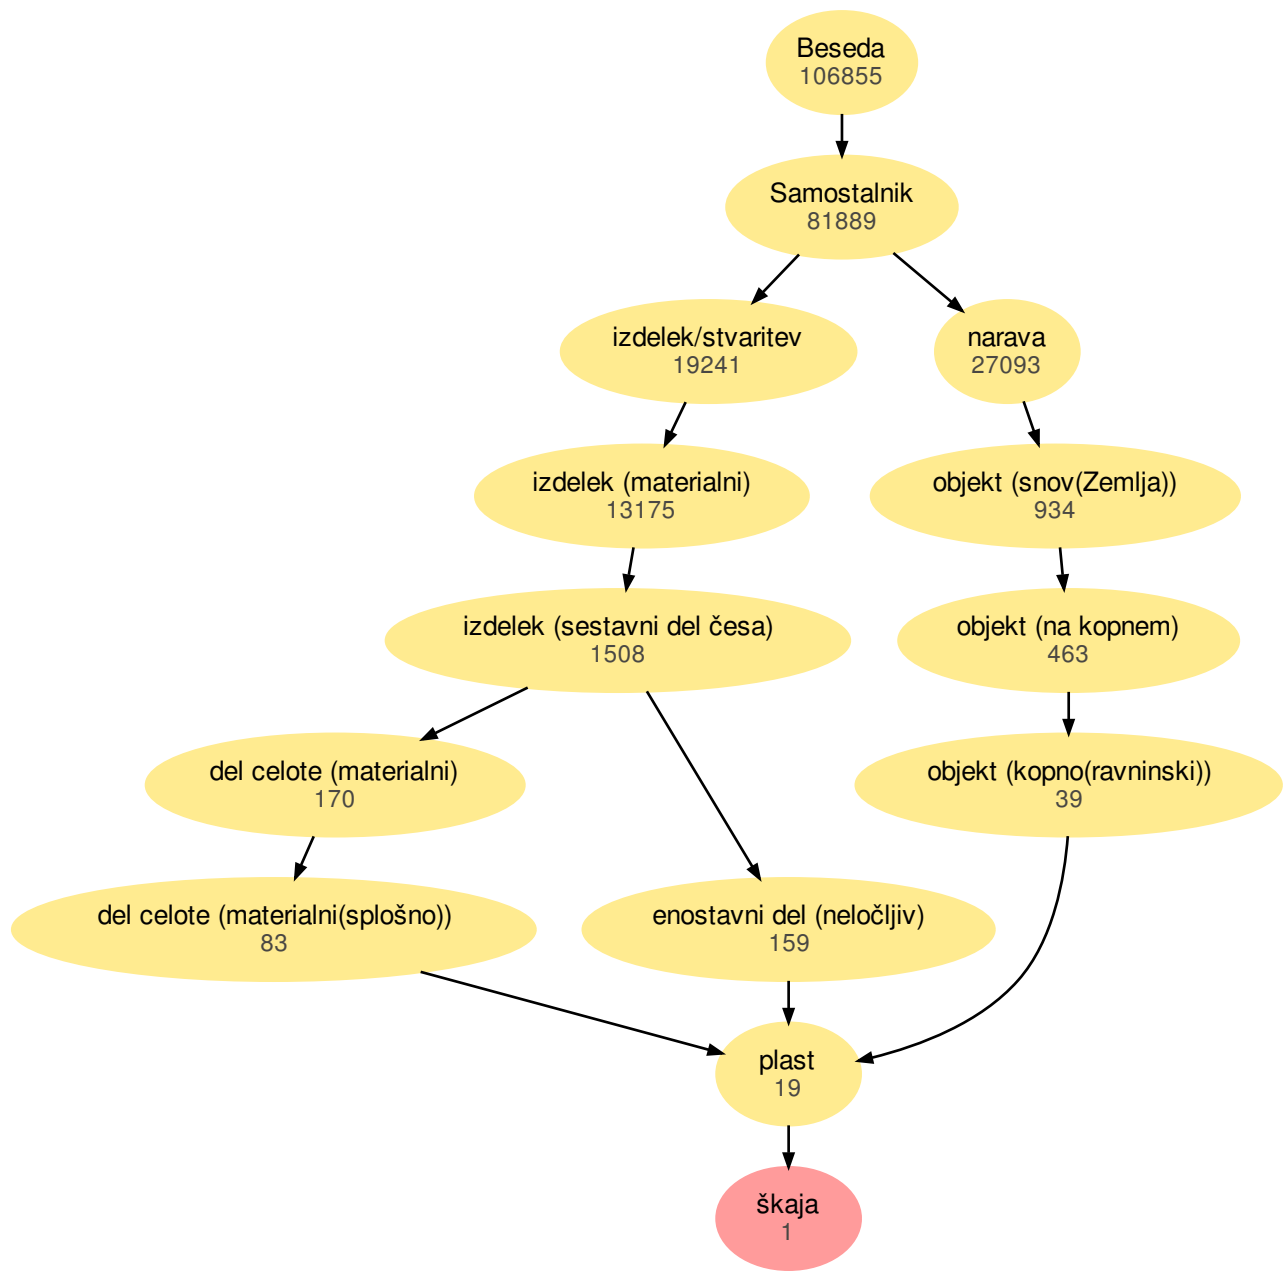 Beseda
106855
Samostalnik
81889
izdelek/stvaritev
19241
narava
27093
izdelek (materialni)
13175
objekt (snov(Zemlja))
934
izdelek (sestavni del česa)
1508
objekt (na kopnem)
463
del celote (materialni)
170
objekt (kopno(ravninski))
39
del celote (materialni(splošno))
83
enostavni del (neločljiv)
159
plast
19
škaja
1